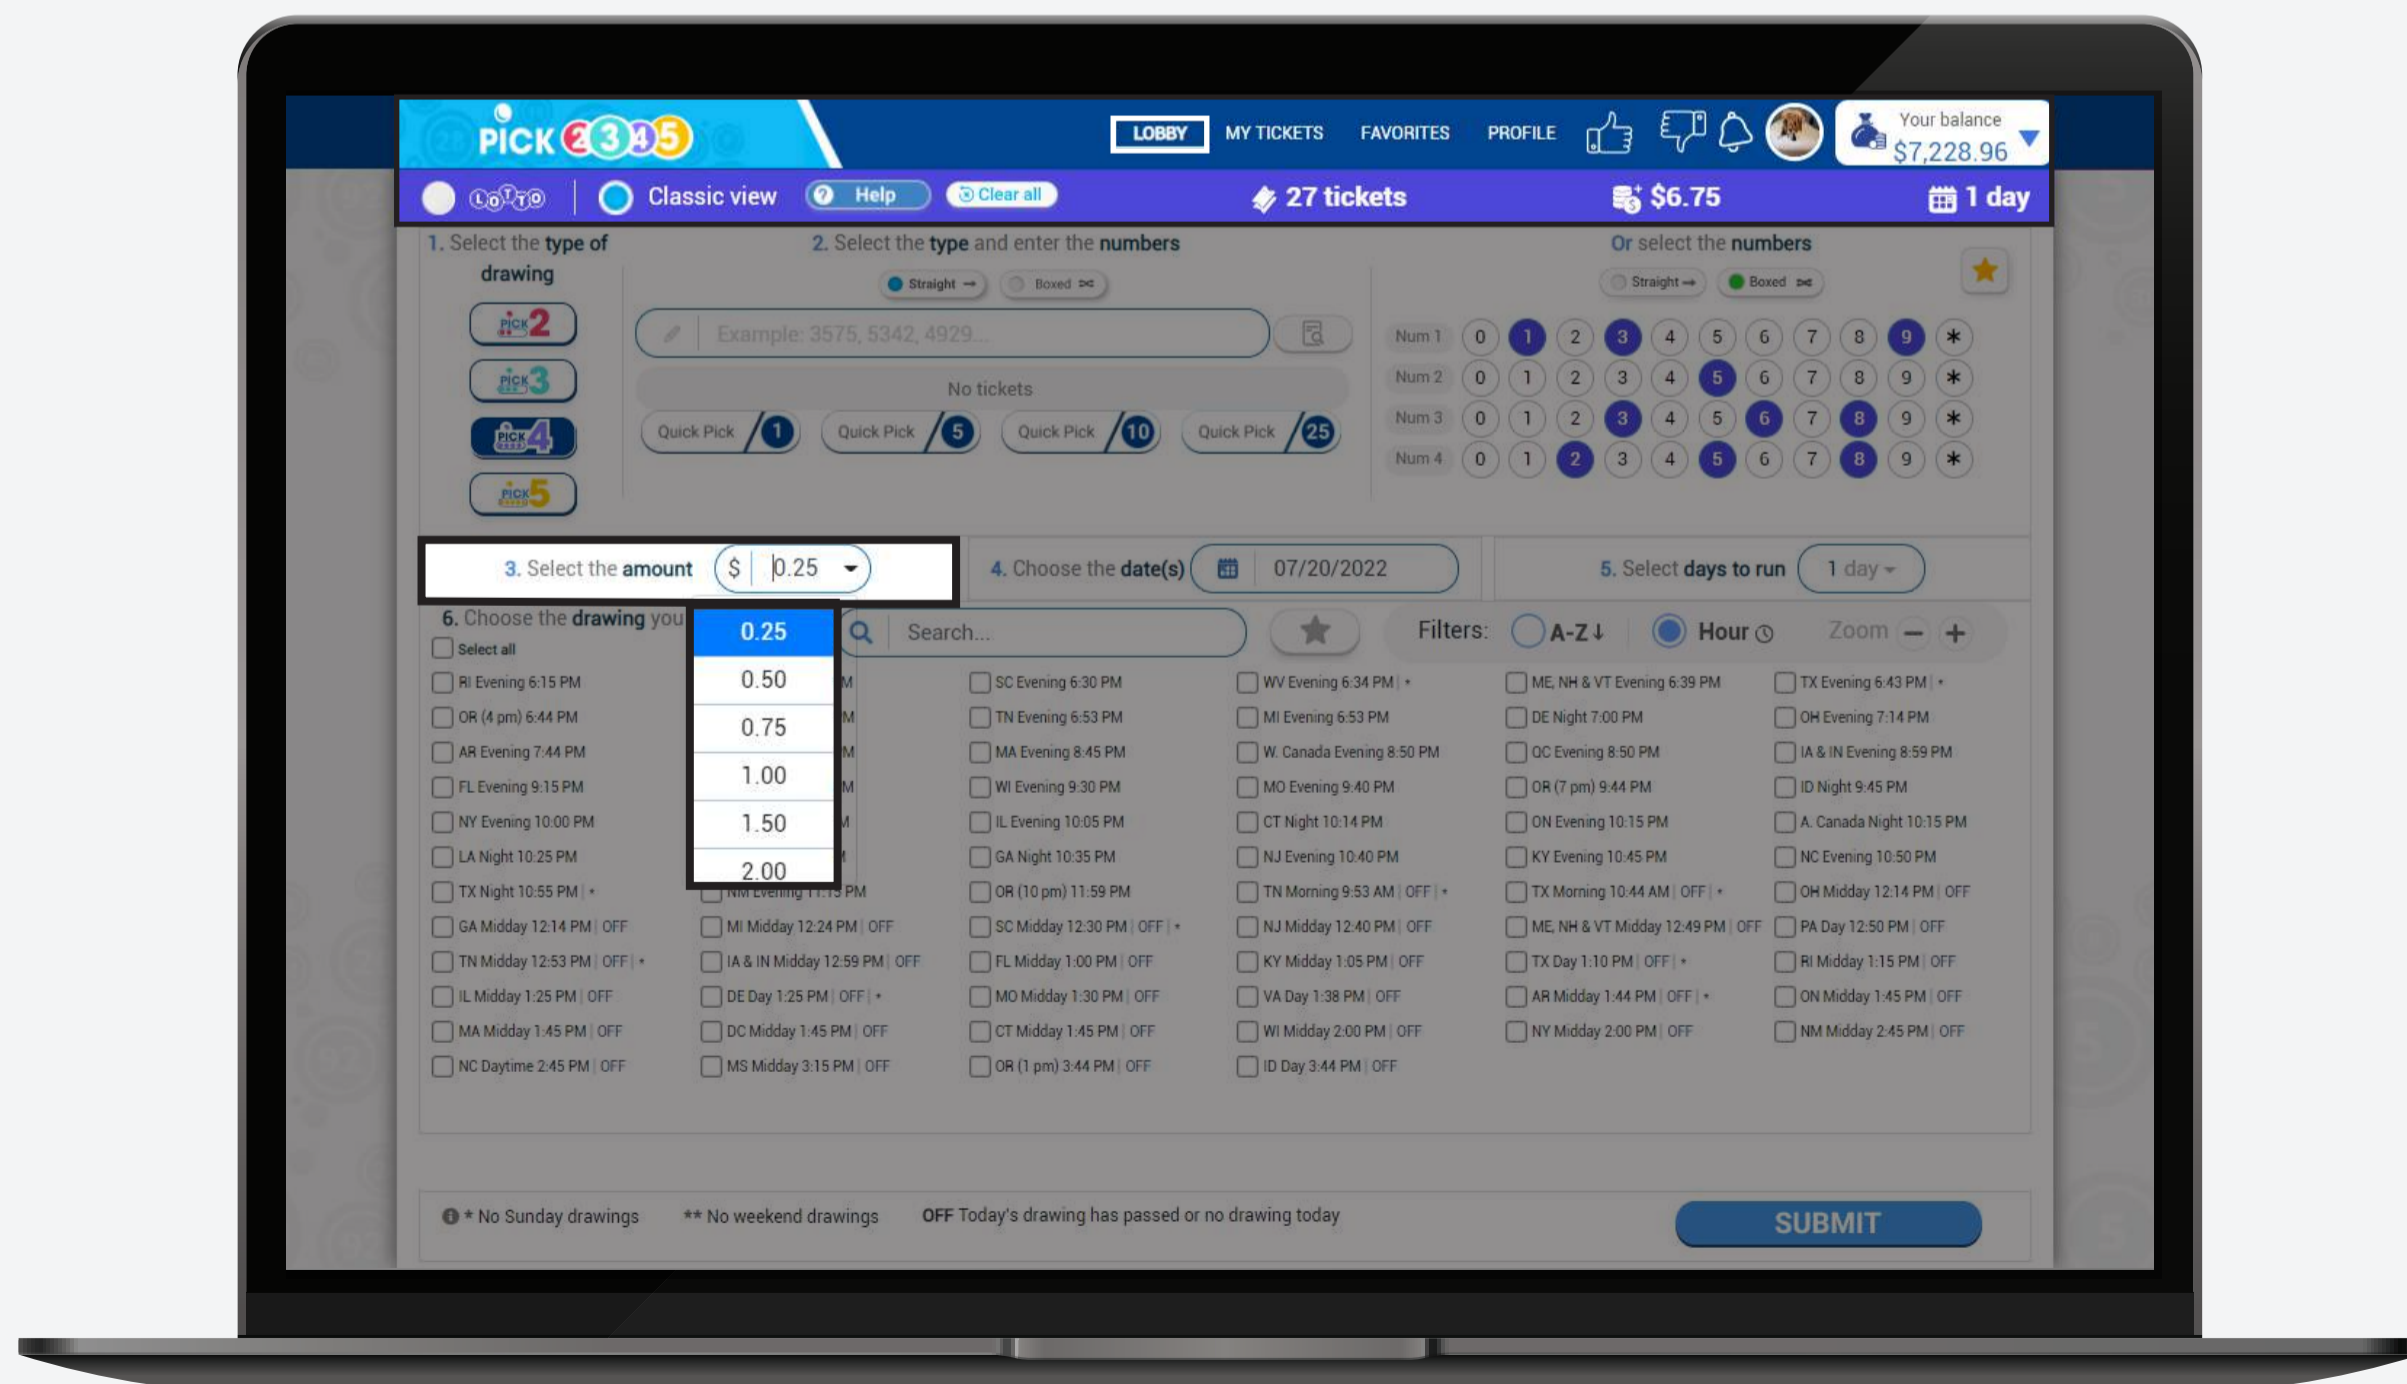 PICK 2345
LOBBY MY TICKETS FAVORITES PROFILE
Your balance
$7,228.96
LOTTO Classic view Help Clear all 27 tickets $6.75 1 day
1. Select the type of drawing
2. Select the type and enter the numbers
Or select the numbers
Straight → Boxed
Straight → Boxed
PICK2
PICK3
PICK4
PICK5
Example: 3575, 5342, 4929...
No tickets
Quick Pick 1 Quick Pick 5 Quick Pick 10 Quick Pick 25
Num 1 0 1 2 3 4 5 6 7 8 9 *
Num 2 0 1 2 3 4 5 6 7 8 9 *
Num 3 0 1 2 3 4 5 6 7 8 9 *
Num 4 0 1 2 3 4 5 6 7 8 9 *
3. Select the amount $ 0.25
4. Choose the date(s) 07/20/2022
5. Select days to run 1 day
0.25
0.50
0.75
1.00
1.50
2.00
6. Choose the drawing you
Search...
Filters: A-Z↓ Hour Zoom − +
Select all
RI Evening 6:15 PM M SC Evening 6:30 PM WV Evening 6:34 PM | * ME, NH & VT Evening 6:39 PM TX Evening 6:43 PM | *
OR (4 pm) 6:44 PM M TN Evening 6:53 PM MI Evening 6:53 PM DE Night 7:00 PM OH Evening 7:14 PM
AR Evening 7:44 PM M MA Evening 8:45 PM W. Canada Evening 8:50 PM QC Evening 8:50 PM IA & IN Evening 8:59 PM
FL Evening 9:15 PM M WI Evening 9:30 PM MO Evening 9:40 PM OR (7 pm) 9:44 PM ID Night 9:45 PM
NY Evening 10:00 PM IL Evening 10:05 PM CT Night 10:14 PM ON Evening 10:15 PM A. Canada Night 10:15 PM
LA Night 10:25 PM GA Night 10:35 PM NJ Evening 10:40 PM KY Evening 10:45 PM NC Evening 10:50 PM
TX Night 10:55 PM | * NM Evening 11:15 PM OR (10 pm) 11:59 PM TN Morning 9:53 AM | OFF | * TX Morning 10:44 AM | OFF | * OH Midday 12:14 PM | OFF
GA Midday 12:14 PM | OFF MI Midday 12:24 PM | OFF SC Midday 12:30 PM | OFF | * NJ Midday 12:40 PM | OFF ME, NH & VT Midday 12:49 PM | OFF PA Day 12:50 PM | OFF
TN Midday 12:53 PM | OFF | * IA & IN Midday 12:59 PM | OFF FL Midday 1:00 PM | OFF KY Midday 1:05 PM | OFF TX Day 1:10 PM | OFF | * RI Midday 1:15 PM | OFF
IL Midday 1:25 PM | OFF DE Day 1:25 PM | OFF | * MO Midday 1:30 PM | OFF VA Day 1:38 PM | OFF AR Midday 1:44 PM | OFF | * ON Midday 1:45 PM | OFF
MA Midday 1:45 PM | OFF DC Midday 1:45 PM | OFF CT Midday 1:45 PM | OFF WI Midday 2:00 PM | OFF NY Midday 2:00 PM | OFF NM Midday 2:45 PM | OFF
NC Daytime 2:45 PM | OFF MS Midday 3:15 PM | OFF OR (1 pm) 3:44 PM | OFF ID Day 3:44 PM | OFF
* No Sunday drawings ** No weekend drawings OFF Today's drawing has passed or no drawing today
SUBMIT